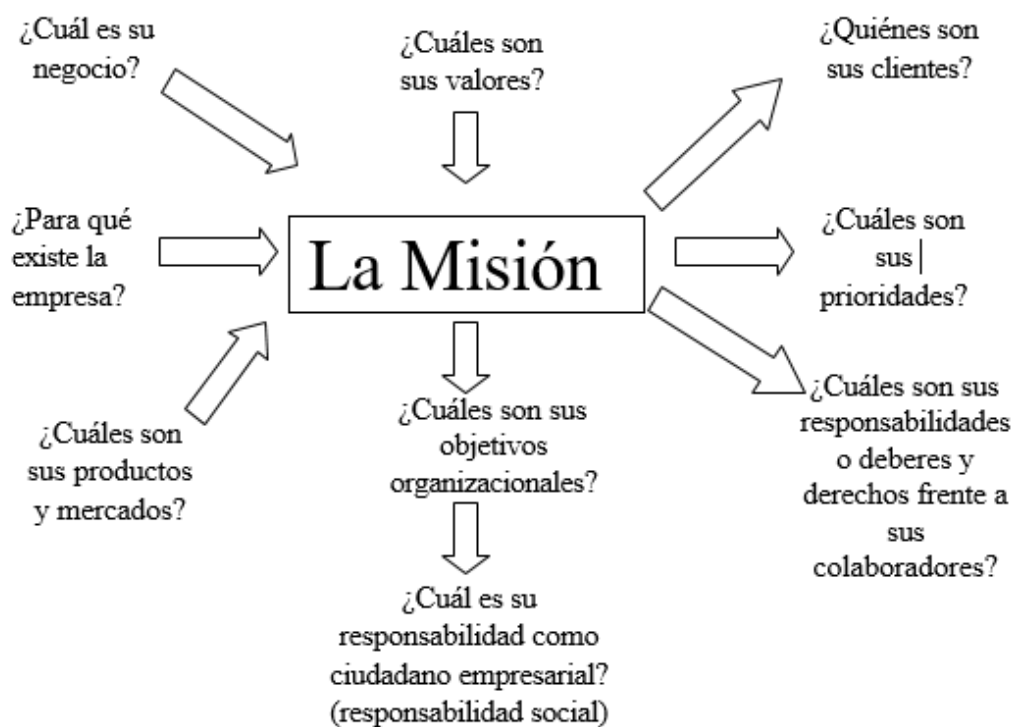 ¿Cuál es su
negocio?
¿Cuáles son
sus valores?
¿Quiénes son
sus clientes?
¿Para qué
existe la
empresa?
La Misión
¿Cuáles son
sus
prioridades?
¿Cuáles son
sus productos
y mercados?
¿Cuáles son sus
objetivos
organizacionales?
¿Cuáles son sus
responsabilidades
o deberes y
derechos frente a
sus
colaboradores?
¿Cuál es su
responsabilidad como
ciudadano empresarial?
(responsabilidad social)